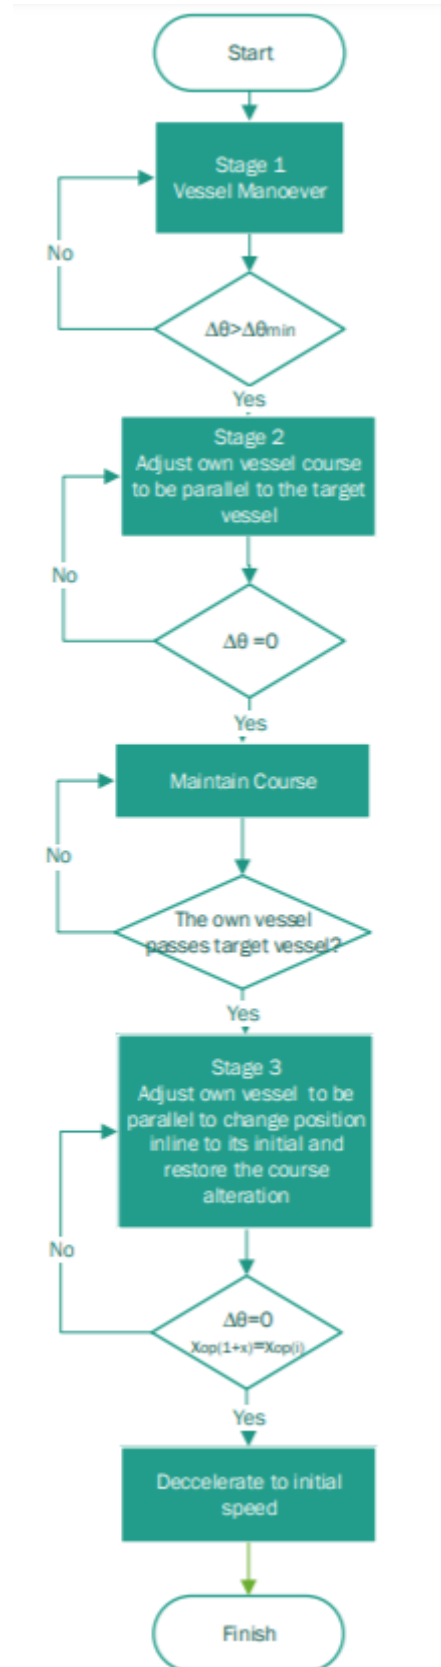 Start
Stage 1
Vessel Manoever
No
Δθ>Δθmin
Yes
Stage 2
Adjust own vessel course
to be parallel to the target
vessel
No
Δθ =0
Yes
Maintain Course
No
The own vessel
passes target vessel?
Yes
Stage 3
Adjust own vessel to be
parallel to change position
inline to its initial and
restore the course
alteration
No
Δθ=0
Xop(1+x)=Xop(i)
Yes
Deccelerate to initial
speed
Finish